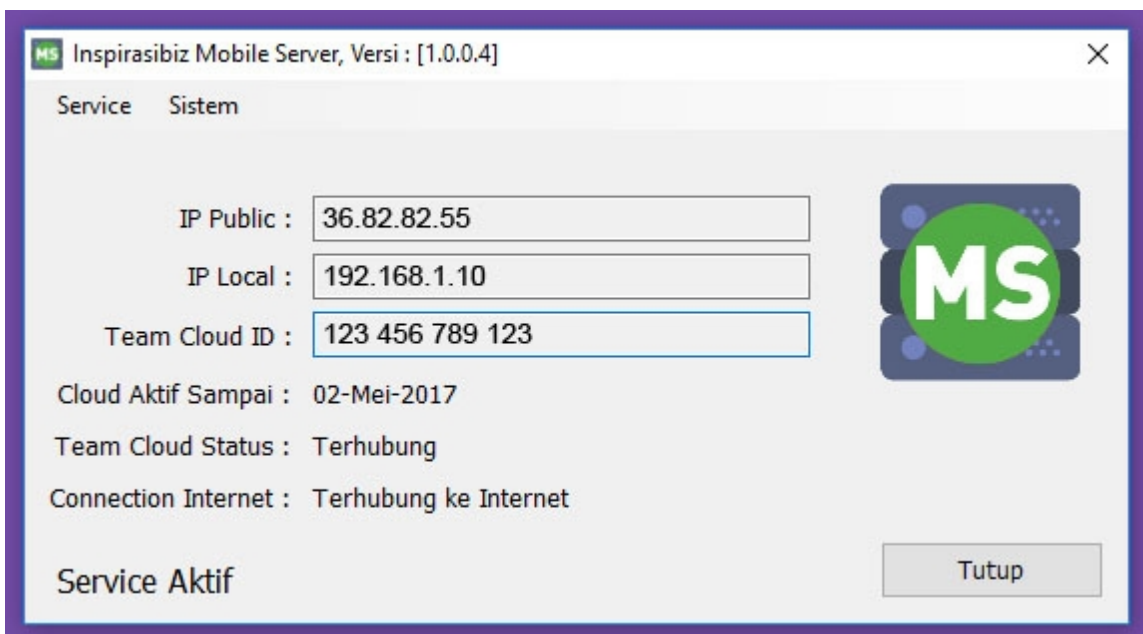 MS Inspirasibiz Mobile Server, Versi : [1.0.0.4]
Service Sistem
IP Public : 36.82.82.55
IP Local : 192.168.1.10
Team Cloud ID : 123 456 789 123
MS
Cloud Aktif Sampai : 02-Mei-2017
Team Cloud Status : Terhubung
Connection Internet : Terhubung ke Internet
Service Aktif
Tutup